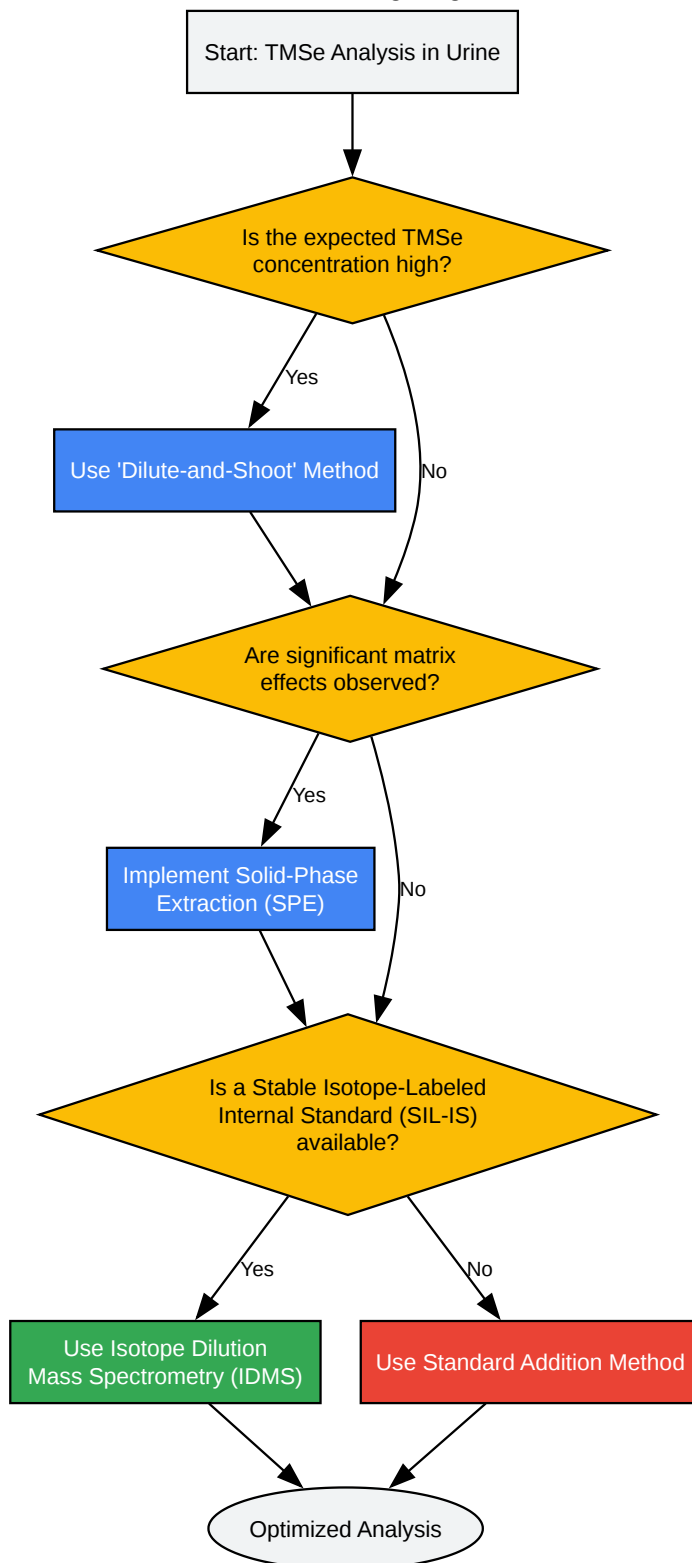 Start: TMSe Analysis in Urine
Is the expected TMSe
concentration high?
Yes
Use 'Dilute-and-Shoot' Method
No
Are significant matrix
effects observed?
Yes
Implement Solid-Phase
Extraction (SPE)
No
Is a Stable Isotope-Labeled
Internal Standard (SIL-IS)
available?
Yes
No
Use Isotope Dilution
Mass Spectrometry (IDMS)
Use Standard Addition Method
Optimized Analysis